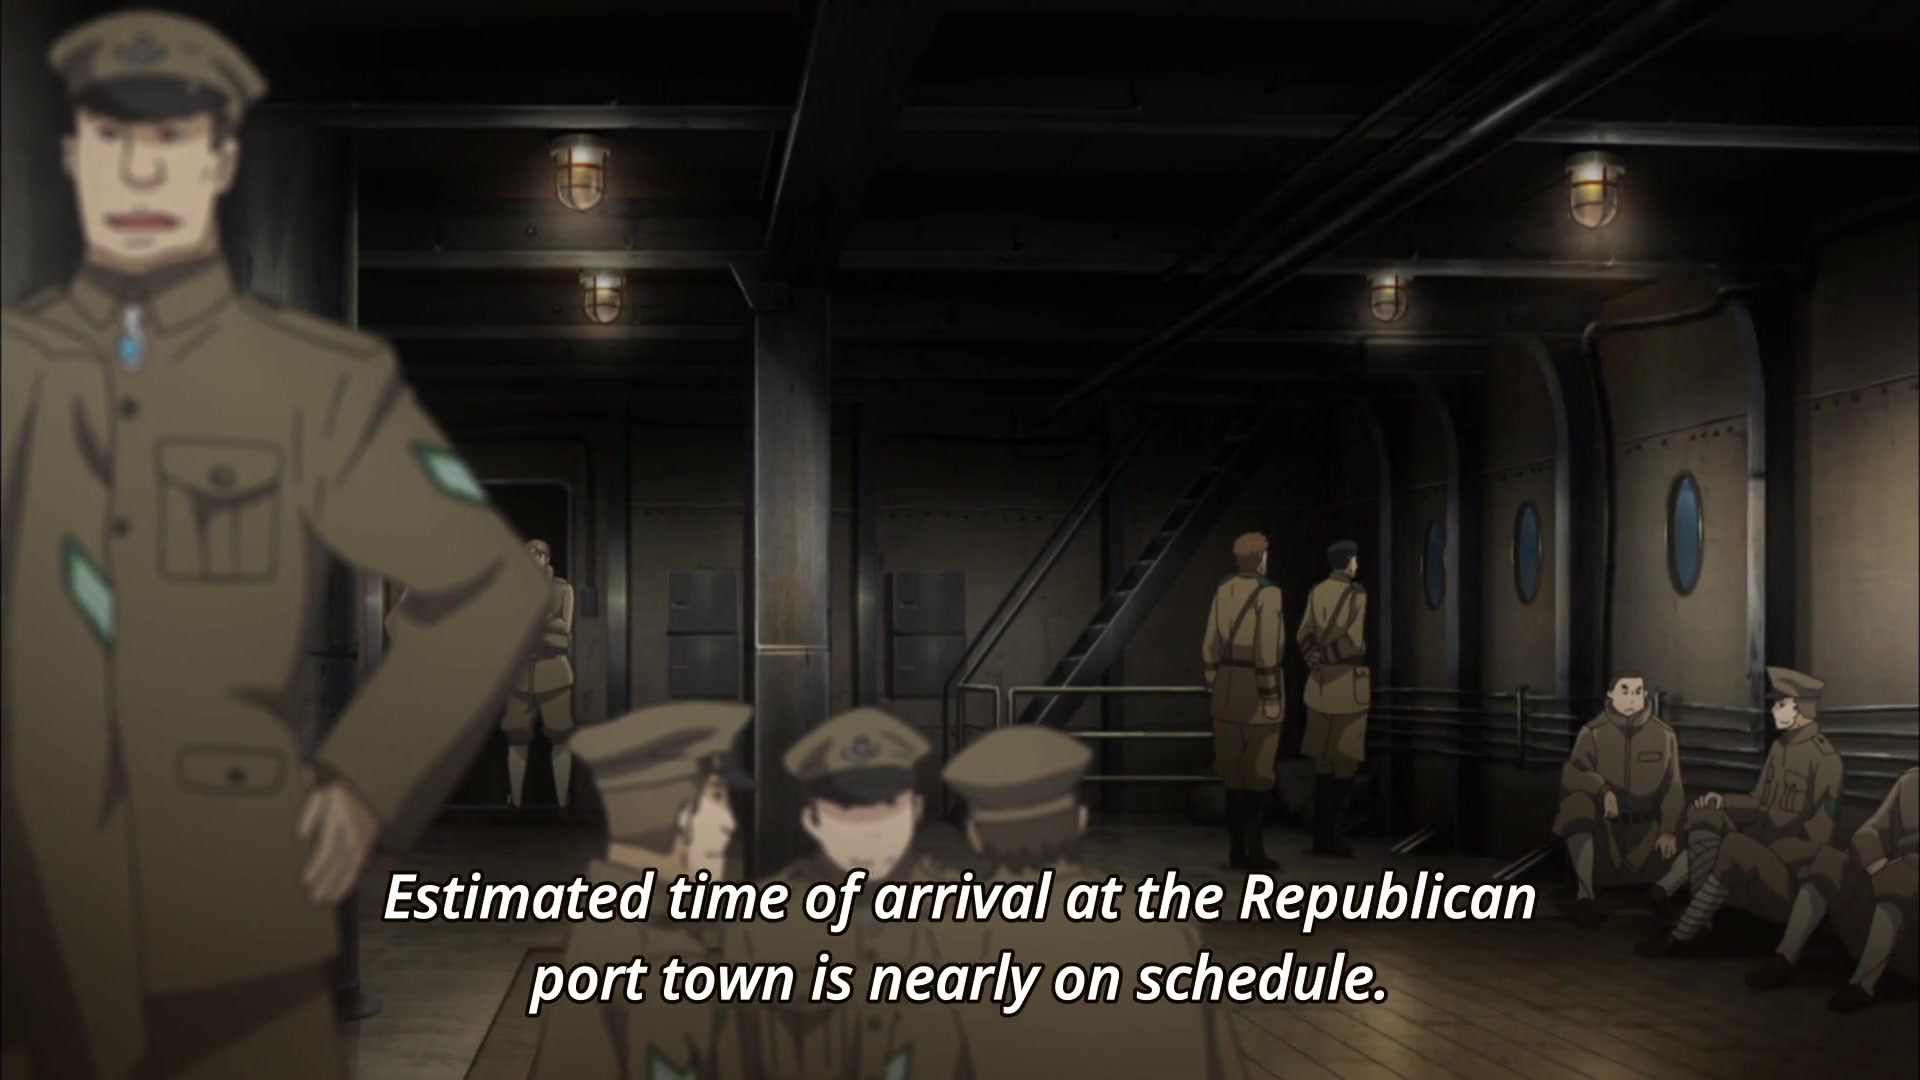 Estimated time of arrival at the Republican
port town is nearly on schedule.